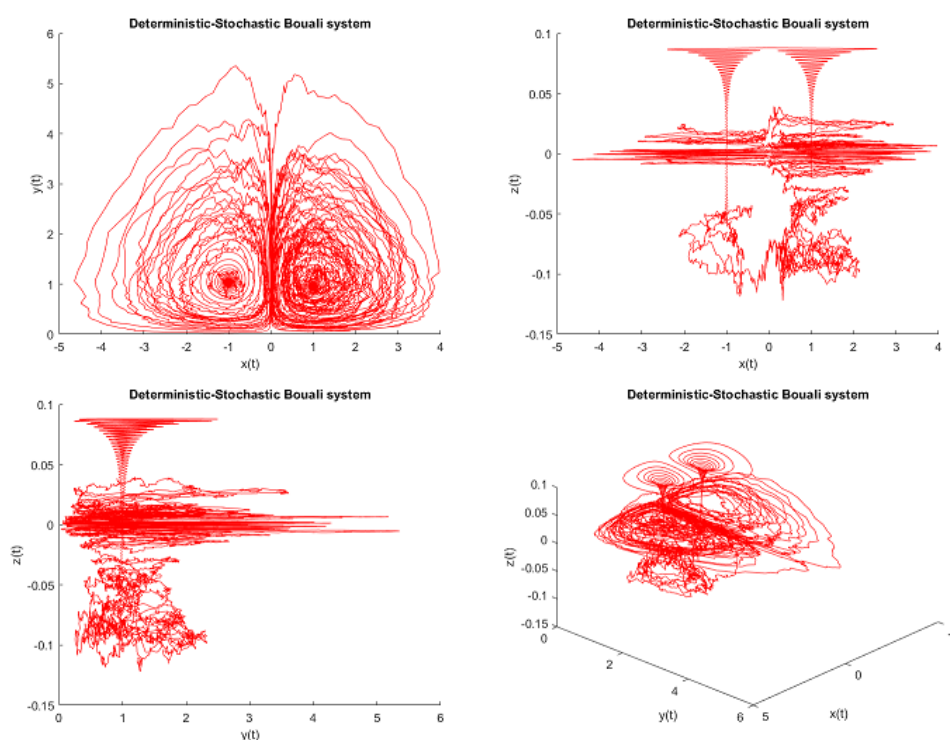 Deterministic-Stochastic Bouali system
6
5
4
3
2
1
0
y(t)
-5 -4 -3 -2 -1 0 1 2 3 4
x(t)
Deterministic-Stochastic Bouali system
0.1
0.05
0
-0.05
-0.1
-0.15
z(t)
-5 -4 -3 -2 -1 0 1 2 3 4
x(t)
Deterministic-Stochastic Bouali system
0.1
0.05
0
-0.05
-0.1
-0.15
z(t)
0 1 2 3 4 5 6
y(t)
Deterministic-Stochastic Bouali system
0.1
0.05
0
-0.05
-0.1
-0.15
z(t)
0
2
4
6
y(t)
5
0
x(t)